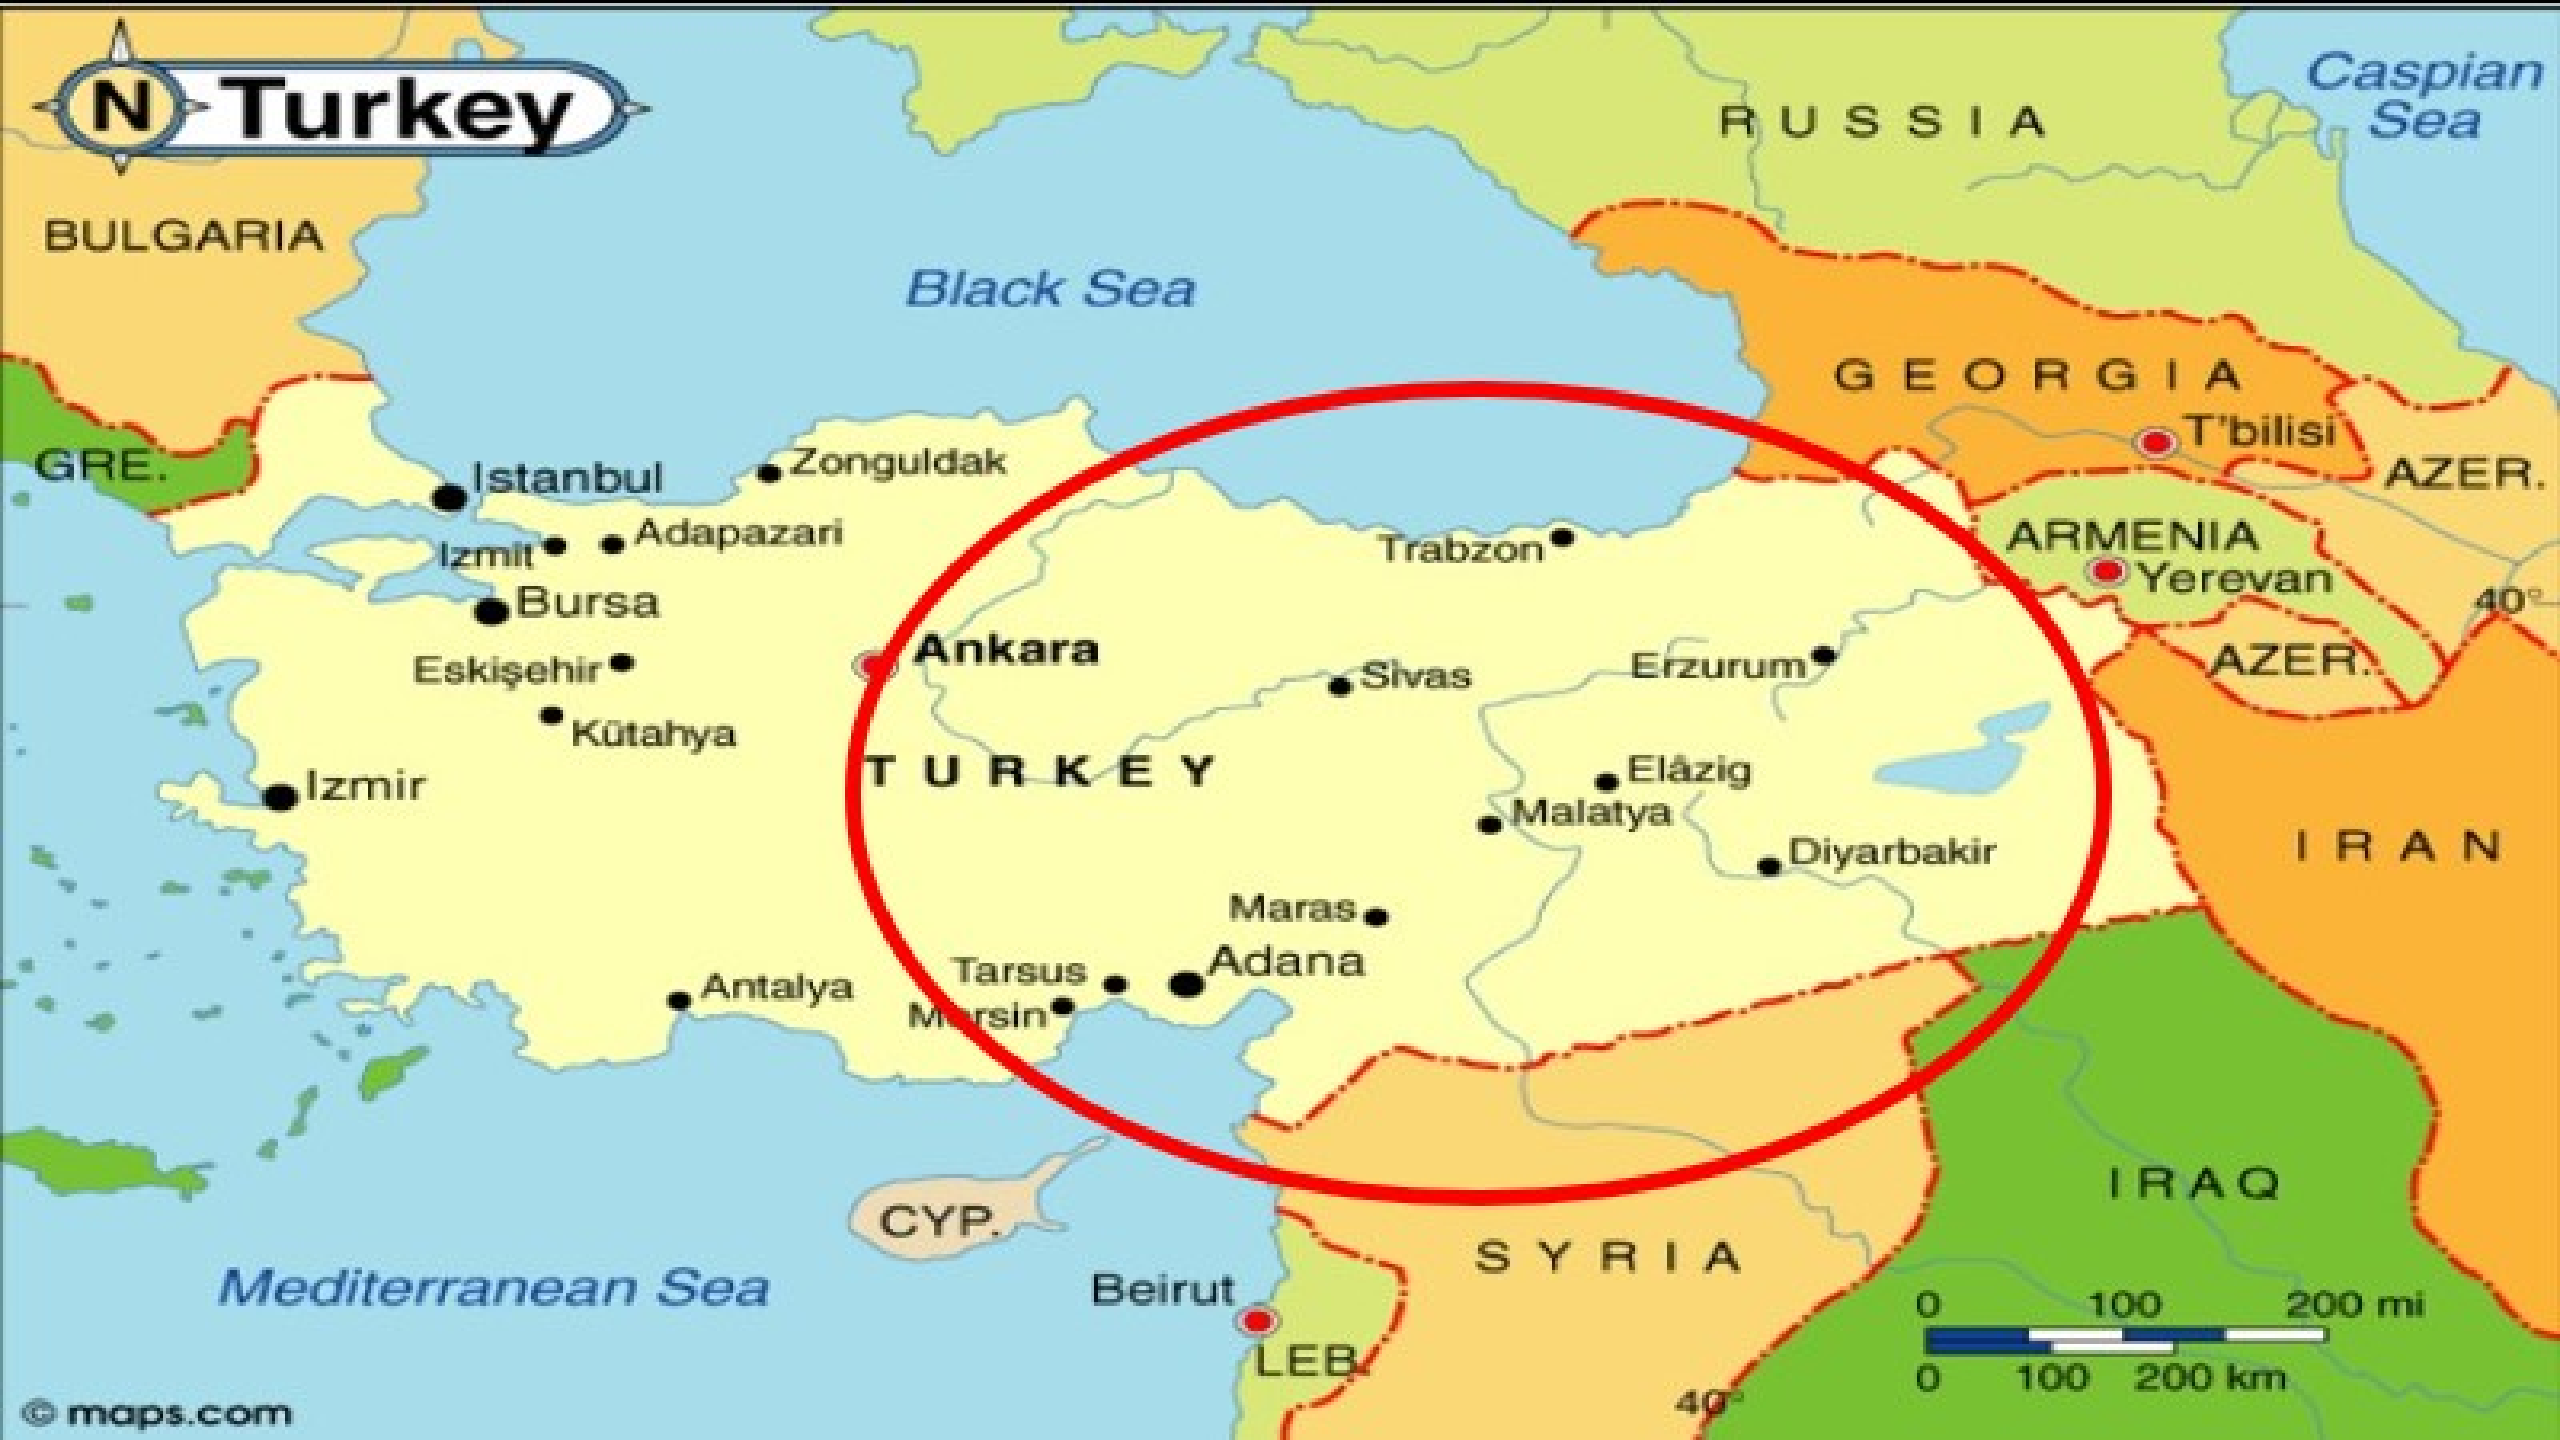 N Turkey
Caspian
Sea
RUSSIA
BULGARIA
Black Sea
GEORGIA
T'bilisi
AZER.
GRE.
Istanbul
Zonguldak
Izmit
Adapazari
Trabzon
ARMENIA
Yerevan
40°
Bursa
Ankara
Eskişehir
Sivas
Erzurum
AZER.
Kütahya
TURKEY
Izmir
Elâzig
Malatya
Diyarbakir
IRAN
Maras
Tarsus
Adana
Antalya
Mersin
IRAQ
CYP.
SYRIA
Mediterranean Sea
Beirut
LEB.
0 100 200 mi
0 100 200 km
40°
© maps.com